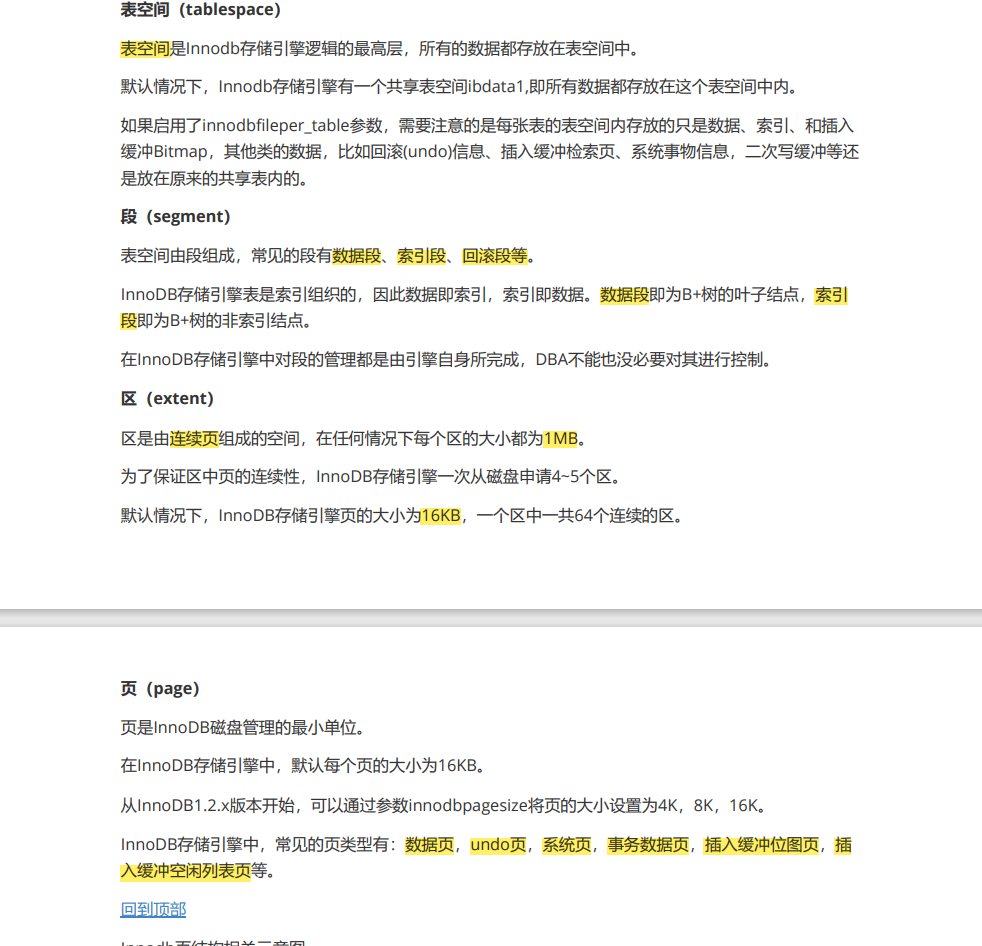 表空间（tablespace）
表空间是Innodb存储引擎逻辑的最高层，所有的数据都存放在表空间中。
默认情况下，Innodb存储引擎有一个共享表空间ibdata1,即所有数据都存放在这个表空间中内。
如果启用了innodbfileper_table参数，需要注意的是每张表的表空间内存放的只是数据、索引、和插入
缓冲Bitmap，其他类的数据，比如回滚(undo)信息、插入缓冲检索页、系统事物信息，二次写缓冲等还
是放在原来的共享表内的。
段（segment）
表空间由段组成，常见的段有数据段、索引段、回滚段等。
InnoDB存储引擎表是索引组织的，因此数据即索引，索引即数据。数据段即为B+树的叶子结点，索引
段即为B+树的非索引结点。
在InnoDB存储引擎中对段的管理都是由引擎自身所完成，DBA不能也没必要对其进行控制。
区（extent）
区是由连续页组成的空间，在任何情况下每个区的大小都为1MB。
为了保证区中页的连续性，InnoDB存储引擎一次从磁盘申请4~5个区。
默认情况下，InnoDB存储引擎页的大小为16KB，一个区中一共64个连续的区。
页（page）
页是InnoDB磁盘管理的最小单位。
在InnoDB存储引擎中，默认每个页的大小为16KB。
从InnoDB1.2.x版本开始，可以通过参数innodbpagesize将页的大小设置为4K，8K，16K。
InnoDB存储引擎中，常见的页类型有：数据页，undo页，系统页，事务数据页，插入缓冲位图页，插
入缓冲空闲列表页等。
回到顶部
Innodb页结构相关示意图